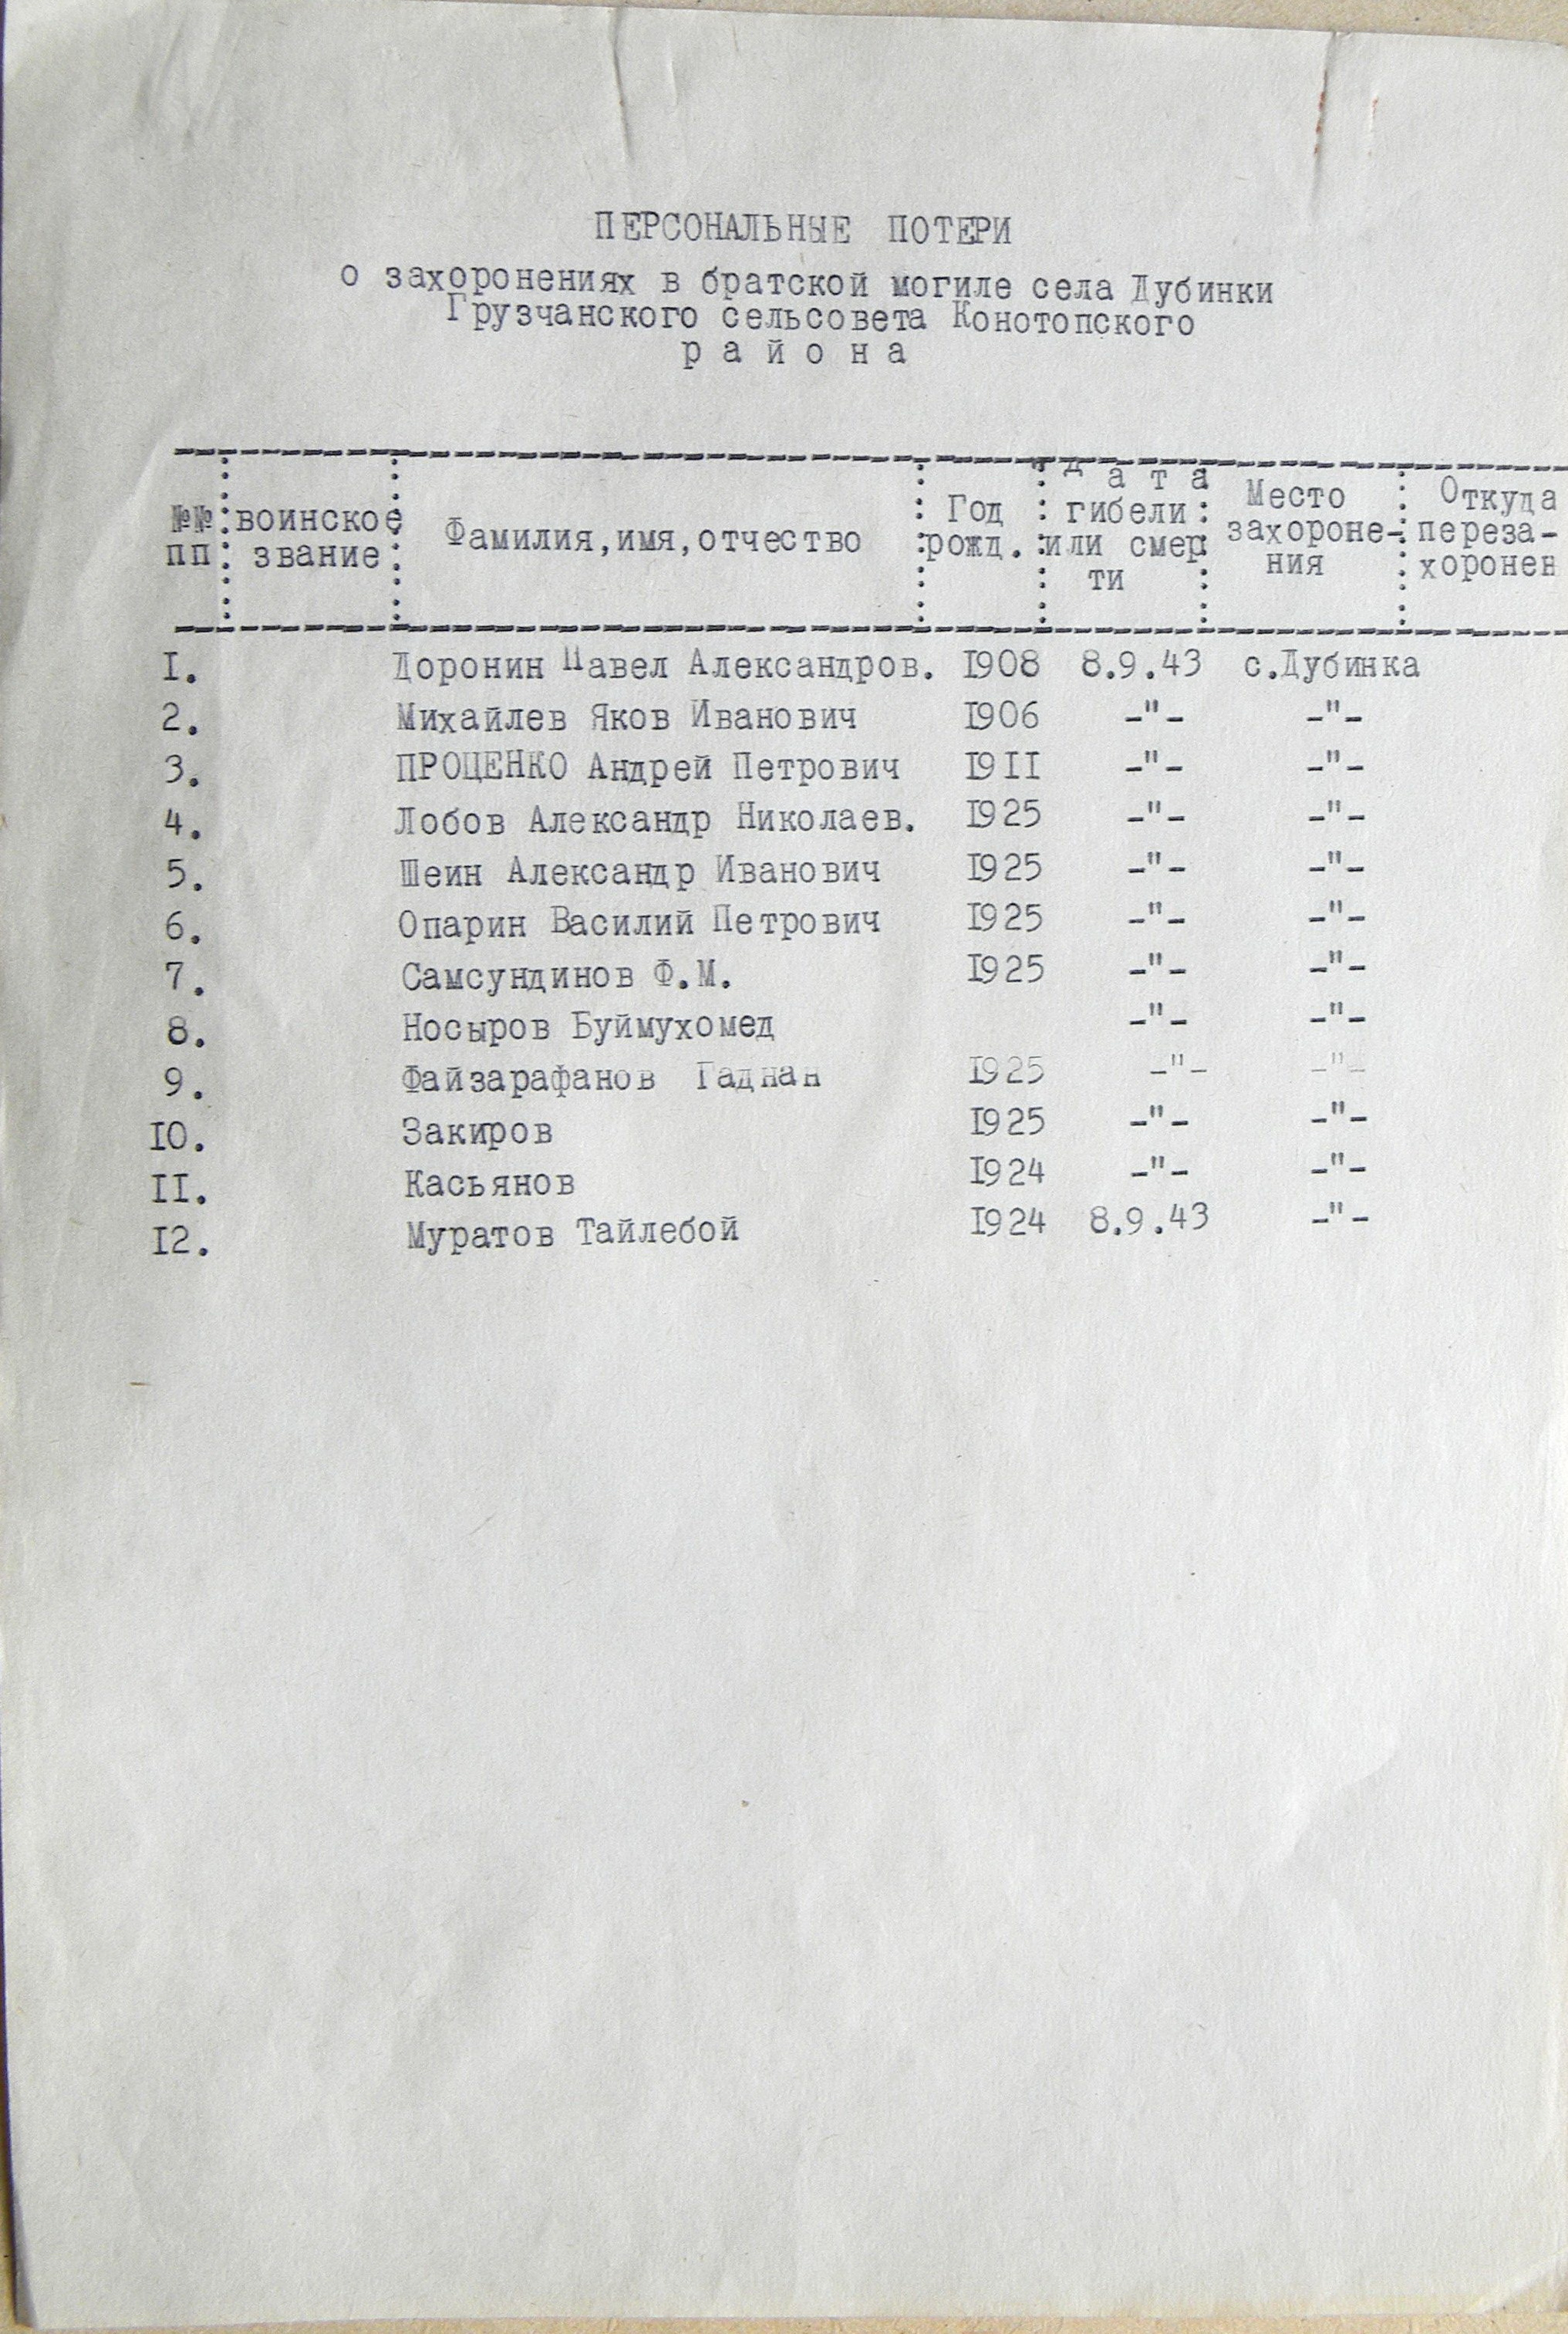 ПЕРСОНАЛЬНЫЕ ПОТЕРИ
о захоронениях в братской могиле села Дубинки
Грузчанского сельсовета Конотопского
р а й о н а
№№ пп : воинское звание : Фамилия,имя,отчество : Год рожд. : Д а т а гибели или смер ти : Место захороне- ния : Откуда переза- хоронен
I. Доронин Павел Александров. I908 8.9.43 с.Дубинка
2. Михайлев Яков Иванович I906 -"- -"-
3. ПРОЦЕНКО Андрей Петрович I9II -"- -"-
4. Лобов Александр Николаев. I925 -"- -"-
5. Шеин Александр Иванович I925 -"- -"-
6. Опарин Василий Петрович I925 -"- -"-
7. Самсундинов Ф.М. I925 -"- -"-
8. Носыров Буймухомед -"- -"-
9. Файзарафанов Гаднан I925 -"- -"-
I0. Закиров I925 -"- -"-
II. Касьянов I924 -"- -"-
I2. Муратов Тайлебой I924 8.9.43 -"-